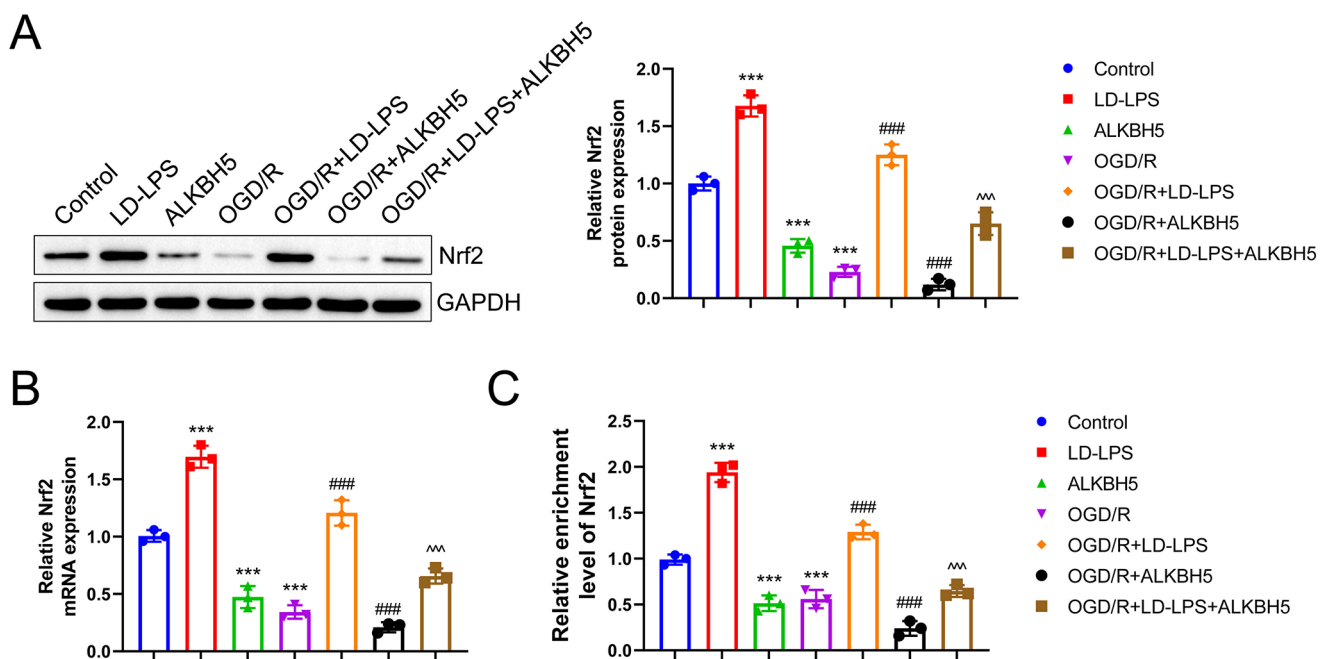 A
Control
LD-LPS
ALKBH5
OGD/R
OGD/R+LD-LPS
OGD/R+ALKBH5
OGD/R+LD-LPS+ALKBH5
Nrf2
GAPDH
Relative Nrf2
protein expression
2.0
1.5
1.0
0.5
0.0
***
***
***
###
###
^^^
Control
LD-LPS
ALKBH5
OGD/R
OGD/R+LD-LPS
OGD/R+ALKBH5
OGD/R+LD-LPS+ALKBH5
B
Relative Nrf2
mRNA expression
2.0
1.5
1.0
0.5
0.0
***
***
***
###
###
^^^
C
Relative enrichment
level of Nrf2
2.5
2.0
1.5
1.0
0.5
0.0
***
***
***
###
###
^^^
Control
LD-LPS
ALKBH5
OGD/R
OGD/R+LD-LPS
OGD/R+ALKBH5
OGD/R+LD-LPS+ALKBH5